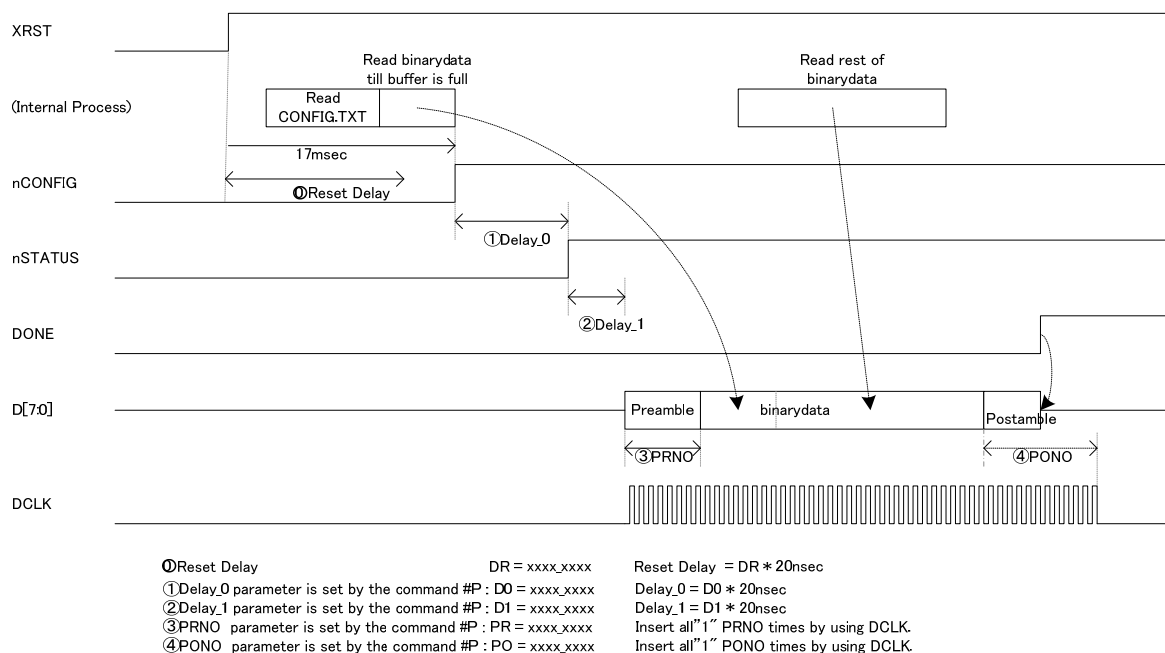 XRST
Read binarydata
till buffer is full
Read rest of
binarydata
(Internal Process)
Read
CONFIG.TXT
17msec
nCONFIG
⓪Reset Delay
①Delay_0
nSTATUS
②Delay_1
DONE
D[7:0]
Preamble
binarydata
Postamble
③PRNO
④PONO
DCLK
⓪Reset Delay DR = xxxx_xxxx Reset Delay = DR * 20nsec
①Delay_0 parameter is set by the command #P : D0 = xxxx_xxxx Delay_0 = D0 * 20nsec
②Delay_1 parameter is set by the command #P : D1 = xxxx_xxxx Delay_1 = D1 * 20nsec
③PRNO parameter is set by the command #P : PR = xxxx_xxxx Insert all"1" PRNO times by using DCLK.
④PONO parameter is set by the command #P : PO = xxxx_xxxx Insert all"1" PONO times by using DCLK.